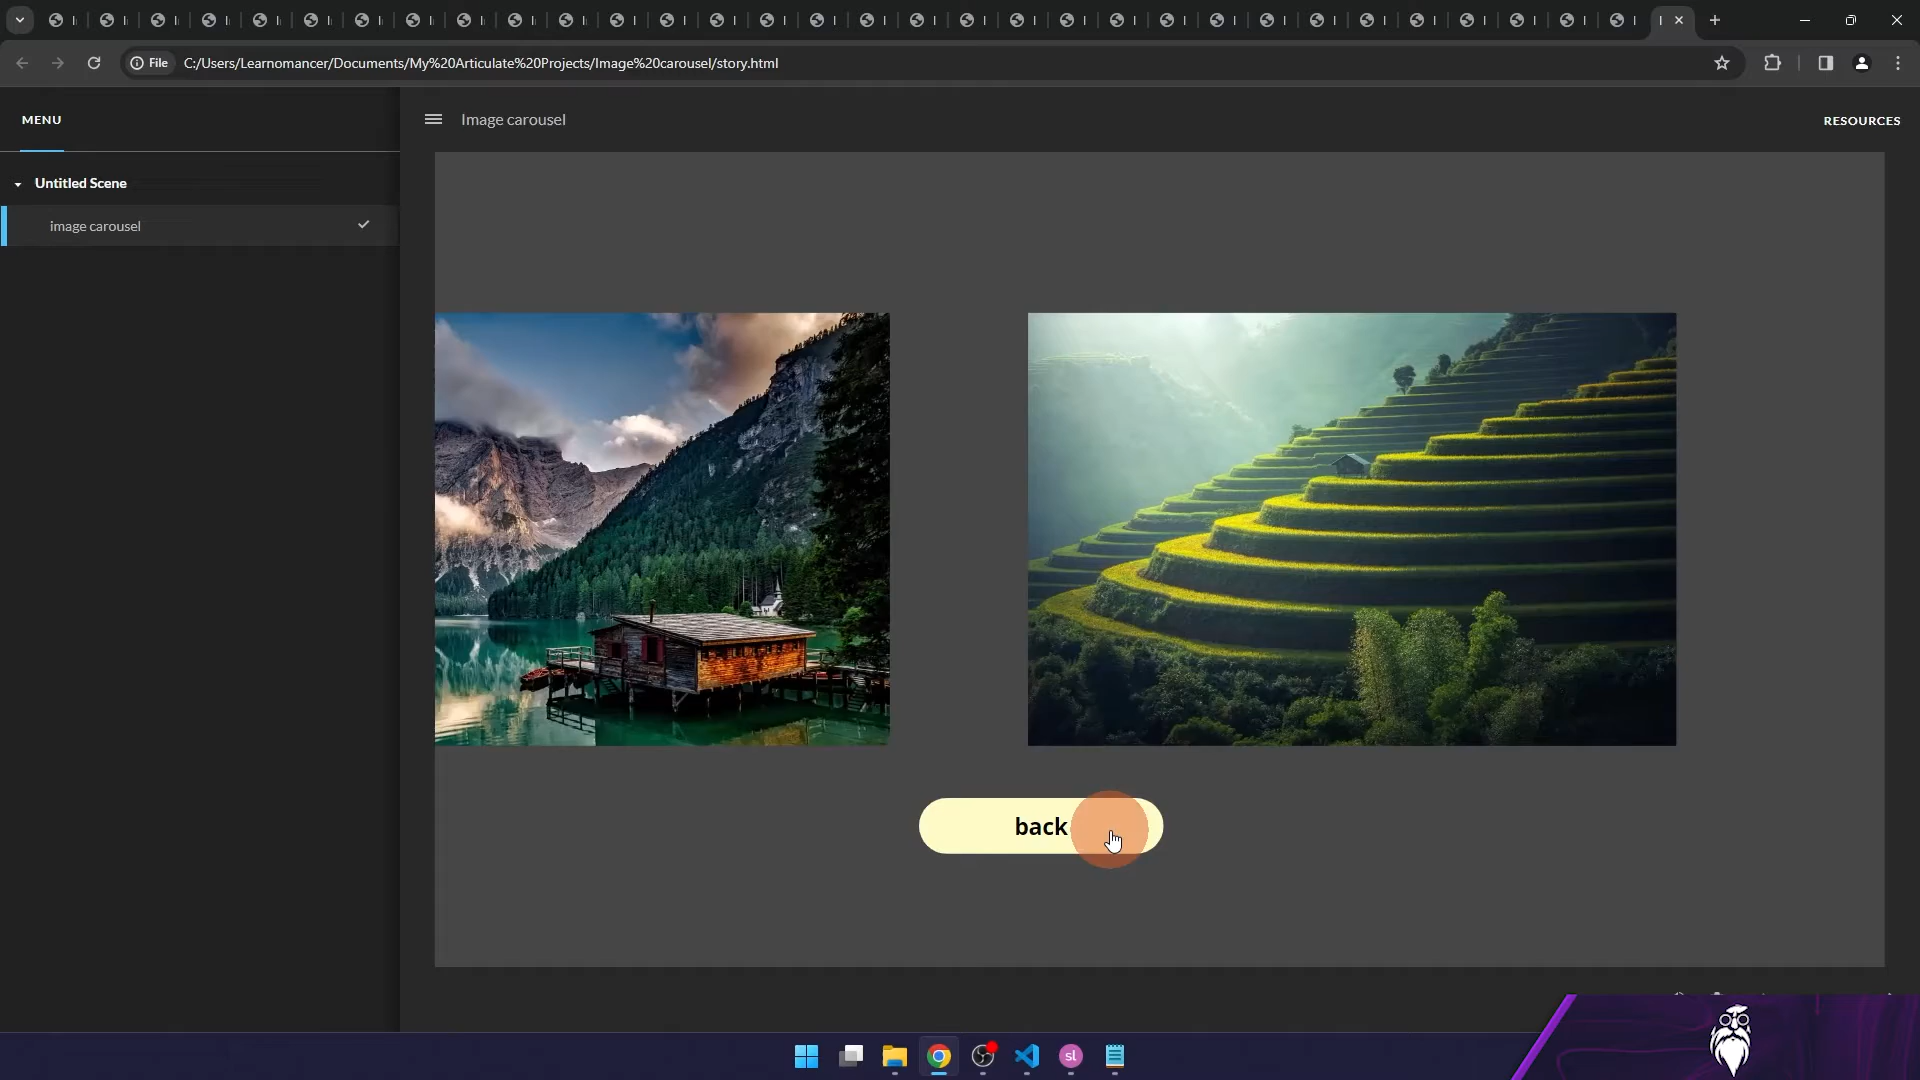 File
C:/Users/Learnomancer/Documents/My%20Articulate%20Projects/Image%20carousel/story.html
MENU
Image carousel
RESOURCES
Untitled Scene
image carousel
back
sl